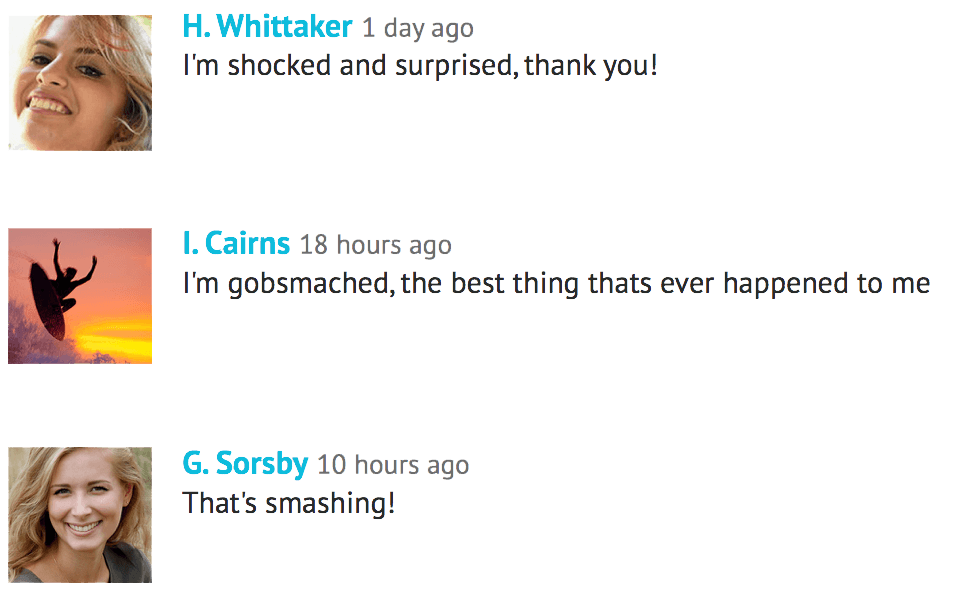 H. Whittaker 1 day ago
I'm shocked and surprised, thank you!
I. Cairns 18 hours ago
I'm gobsmached, the best thing thats ever happened to me
G. Sorsby 10 hours ago
That's smashing!